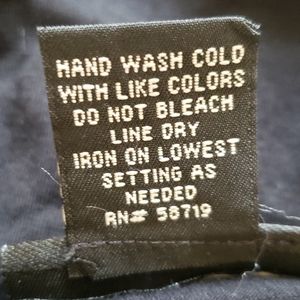 HAND WASH COLD
WITH LIKE COLORS
DO NOT BLEACH
LINE DRY
IRON ON LOWEST
SETTING AS
NEEDED
RN# 58719